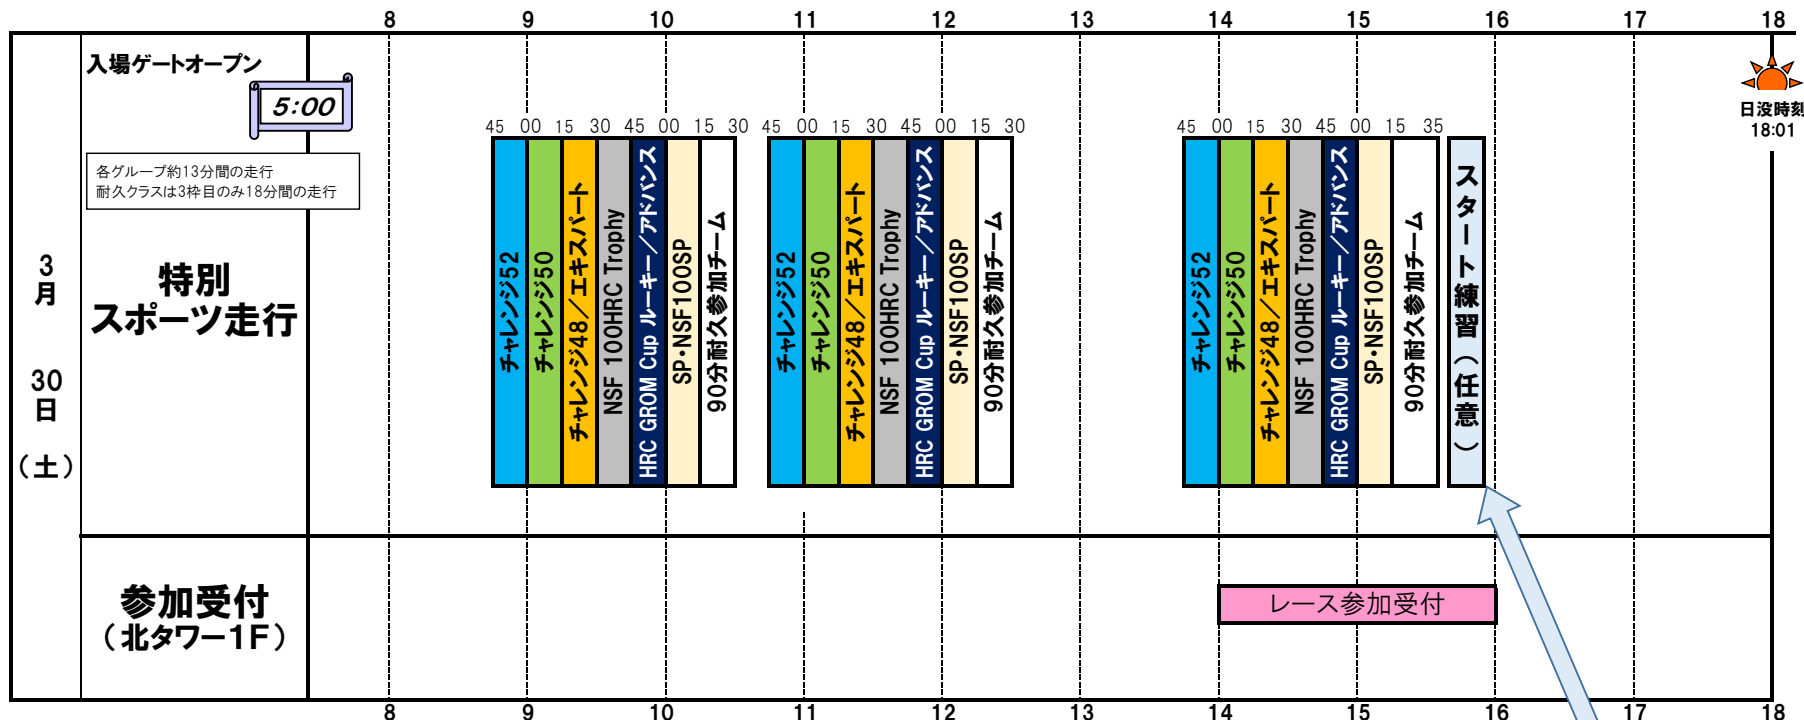 8 9 10 11 12 13 14 15 16 17 18
入場ゲートオープン
5:00
各グループ約13分間の走行
耐久クラスは3枠目のみ18分間の走行
3月30日（土）
特別
スポーツ走行
45 00 15 30 45 00 15 30
チャレンジ52
チャレンジ50
チャレンジ48／エキスパート
NSF 100HRC Trophy
HRC GROM Cup ルーキー／アドバンス
SP・NSF100SP
90分耐久参加チーム
45 00 15 30 45 00 15 30
チャレンジ52
チャレンジ50
チャレンジ48／エキスパート
NSF 100HRC Trophy
HRC GROM Cup ルーキー／アドバンス
SP・NSF100SP
90分耐久参加チーム
45 00 15 30 45 00 15 35
チャレンジ52
チャレンジ50
チャレンジ48／エキスパート
NSF 100HRC Trophy
HRC GROM Cup ルーキー／アドバンス
SP・NSF100SP
90分耐久参加チーム
スタート練習（任意）
日没時刻
18:01
参加受付
（北タワー1F）
レース参加受付
8 9 10 11 12 13 14 15 16 17 18